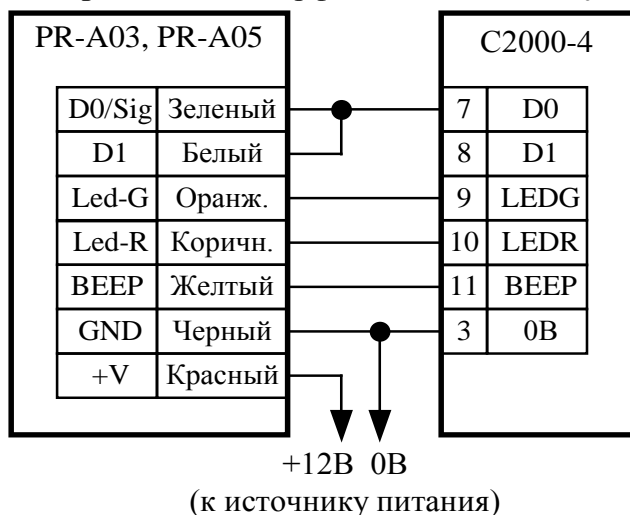 PR-A03, PR-A05
С2000-4
D0/Sig Зеленый 7 D0
D1 Белый 8 D1
Led-G Оранж. 9 LEDG
Led-R Коричн. 10 LEDR
BEEP Желтый 11 BEEP
GND Черный 3 0В
+V Красный
+12В 0В
(к источнику питания)